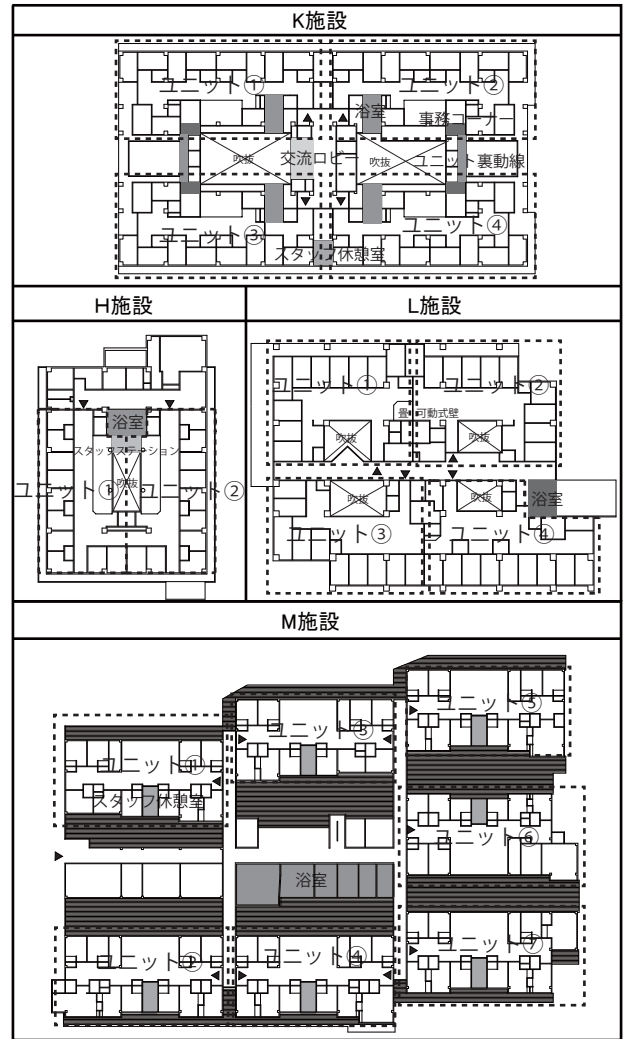 K施設
ユニット①
ユニット②
浴室
事務コーナー
吹抜
交流ロビー
吹抜
ユニット裏動線
ユニット③
ユニット④
スタッフ休憩室
H施設
浴室
スタッフステーション
ユニット①
吹抜
ユニット②
L施設
ユニット①
ユニット②
畳
可動式壁
吹抜
吹抜
吹抜
吹抜
浴室
ユニット③
ユニット④
M施設
ユニット⑤
ユニット③
ユニット①
スタッフ休憩室
ユニット⑥
浴室
ユニット②
ユニット④
ユニット⑦